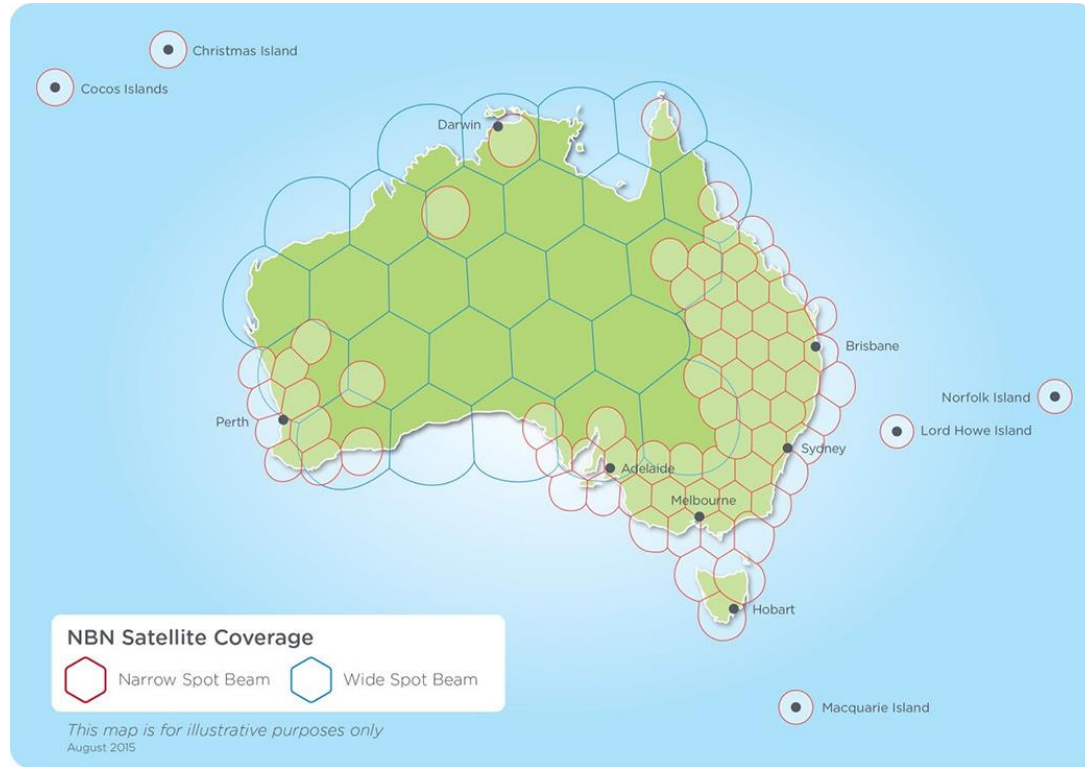 Christmas Island
Cocos Islands
Darwin
Brisbane
Norfolk Island
Perth
Lord Howe Island
Sydney
Adelaide
Melbourne
Hobart
NBN Satellite Coverage
Narrow Spot Beam
Wide Spot Beam
Macquarie Island
This map is for illustrative purposes only
August 2015